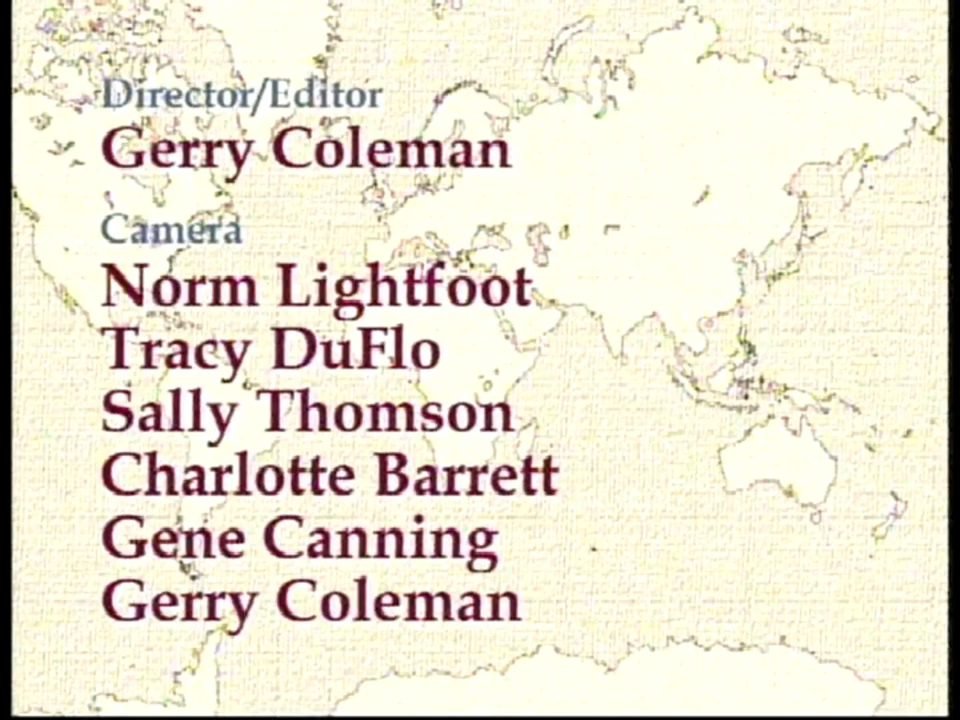 Director/Editor
Gerry Coleman
Camera
Norm Lightfoot
Tracy DuFlo
Sally Thomson
Charlotte Barrett
Gene Canning
Gerry Coleman